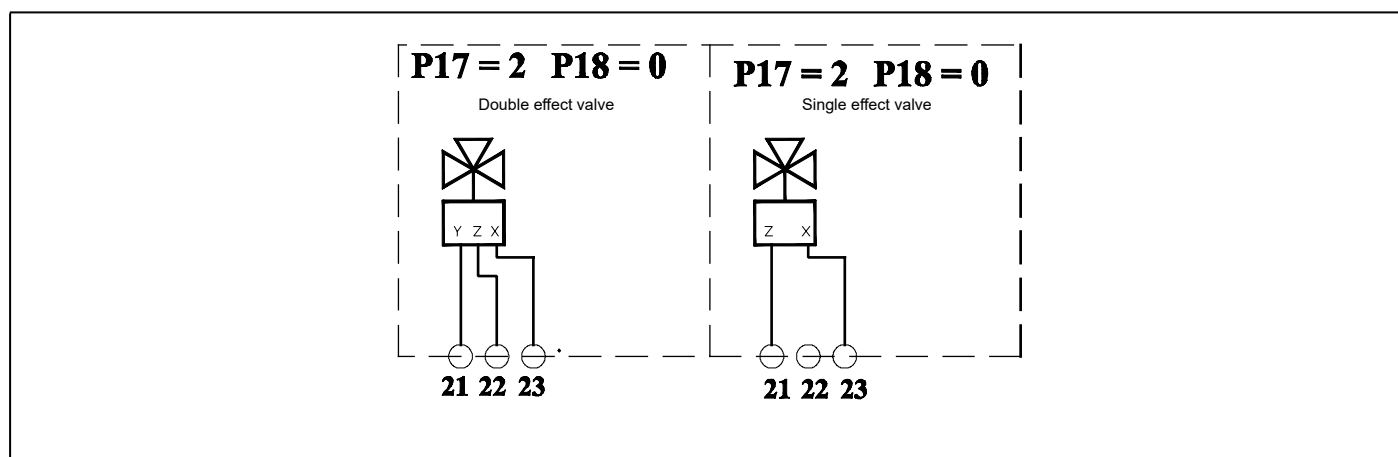 P17 = 2 P18 = 0
Double effect valve
Y Z X
21 22 23
P17 = 2 P18 = 0
Single effect valve
Z X
21 22 23